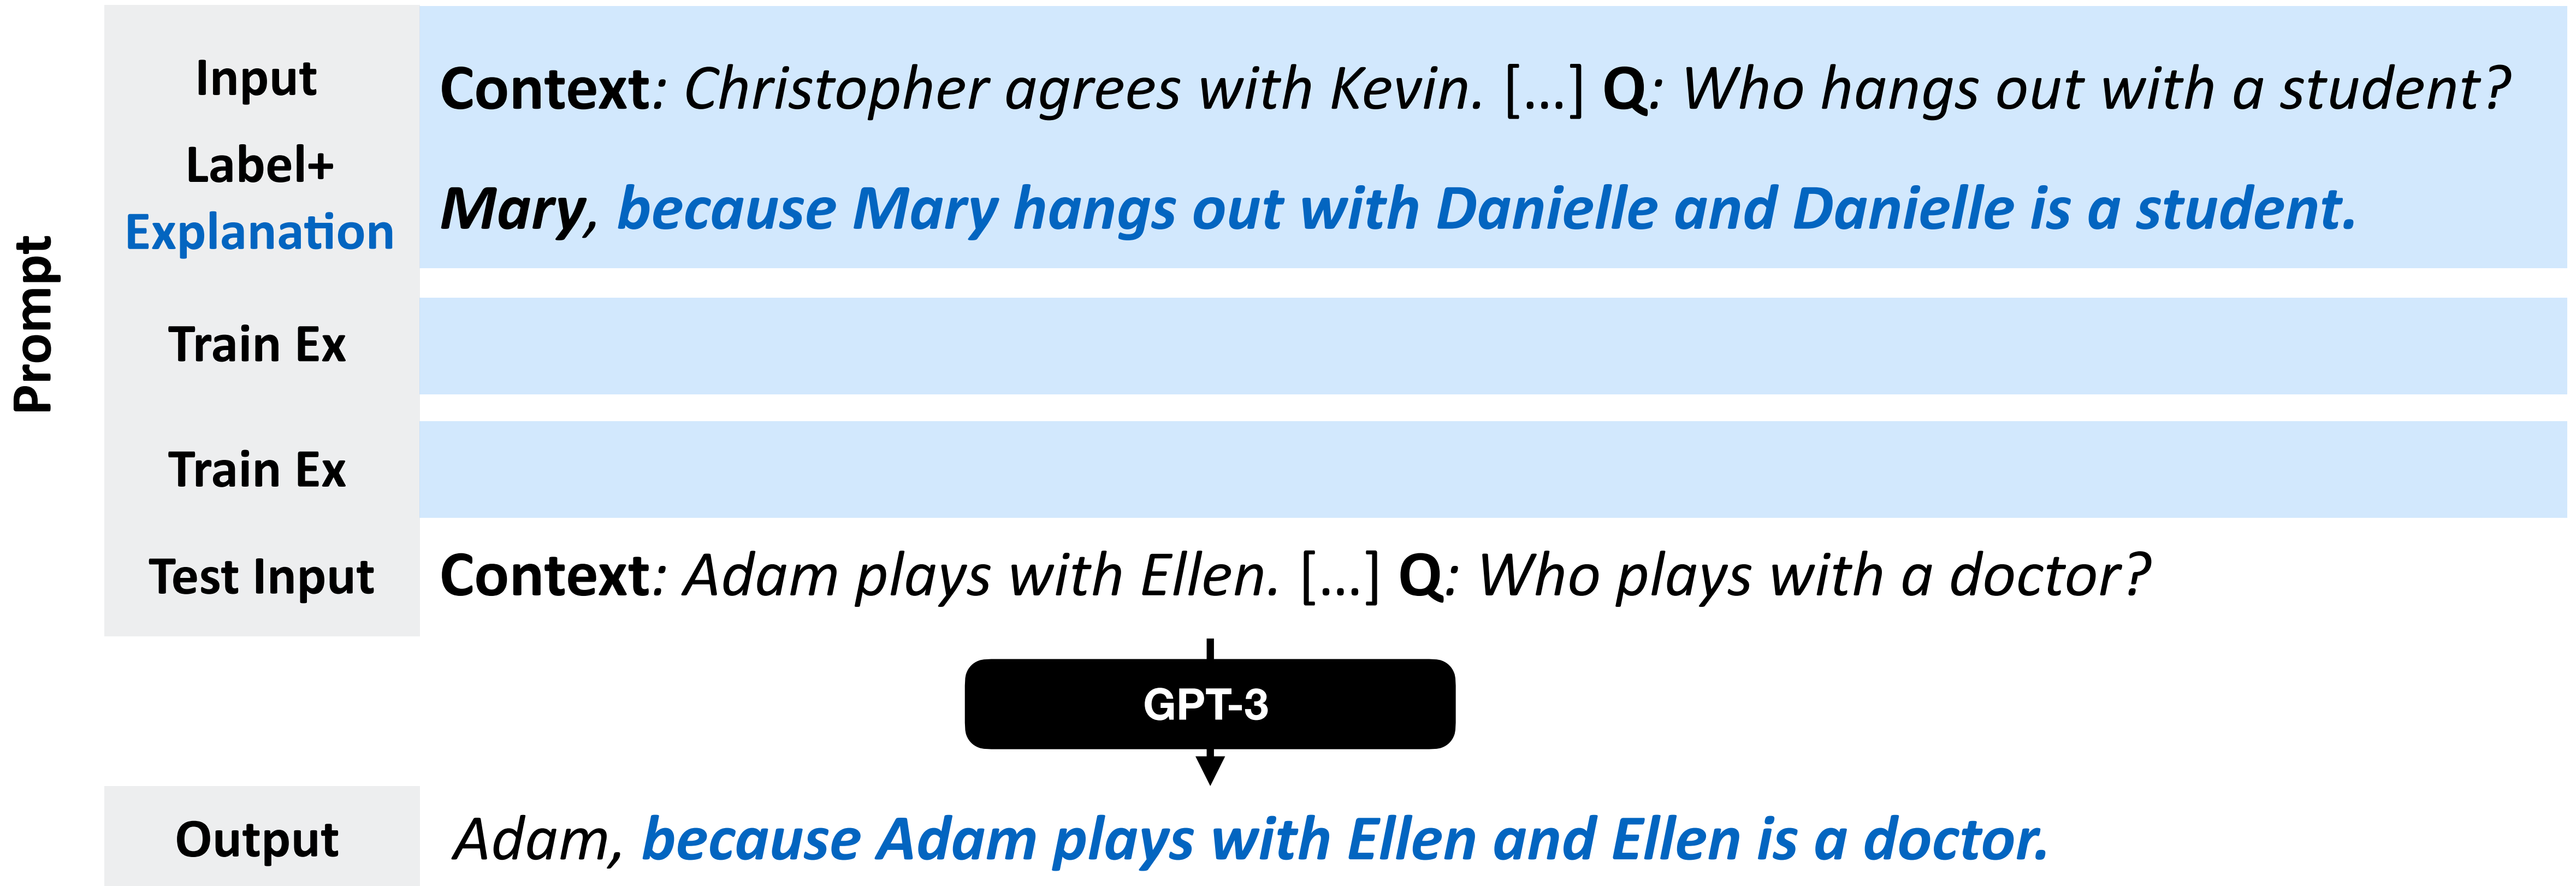 Prompt
Input
Context: Christopher agrees with Kevin. [...] Q: Who hangs out with a student?
Label+
Explanation
Mary, because Mary hangs out with Danielle and Danielle is a student.
Train Ex
Train Ex
Test Input
Context: Adam plays with Ellen. [...] Q: Who plays with a doctor?
GPT-3
Output
Adam, because Adam plays with Ellen and Ellen is a doctor.